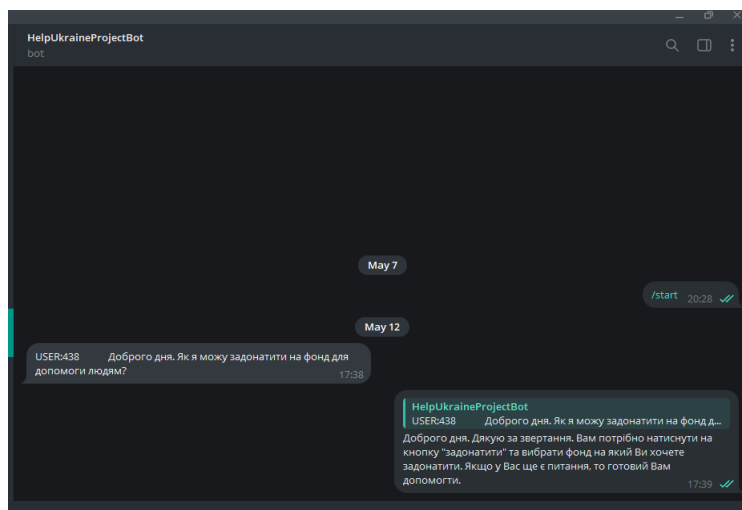 HelpUkraineProjectBot
bot
May 7
/start 20:28
May 12
USER:438 Доброго дня. Як я можу задонатити на фонд для
допомоги людям?
17:38
HelpUkraineProjectBot
USER:438 Доброго дня. Як я можу задонатити на фонд д...
Доброго дня. Дякую за звертання. Вам потрібно натиснути на
кнопку "задонатити" та вибрати фонд на який Ви хочете
задонатити. Якщо у Вас ще є питання, то готовий Вам
допомогти.
17:39